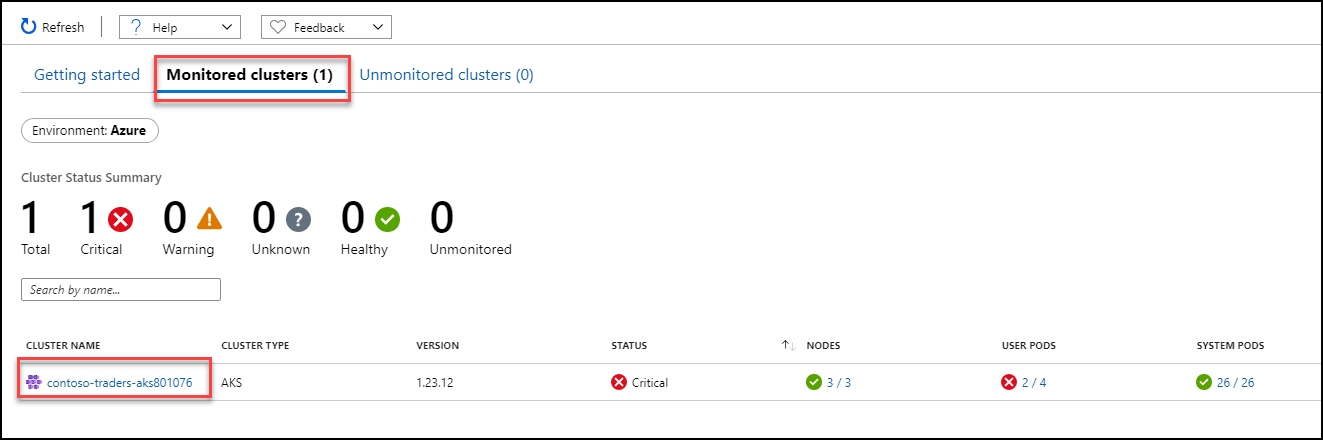 Refresh Help Feedback
Getting started Monitored clusters (1) Unmonitored clusters (0)
Environment: Azure
Cluster Status Summary
1 1 0 0 0 0
Total Critical Warning Unknown Healthy Unmonitored
Search by name...
CLUSTER NAME CLUSTER TYPE VERSION STATUS NODES USER PODS SYSTEM PODS
contoso-traders-aks801076 AKS 1.23.12 Critical 3 / 3 2 / 4 26 / 26